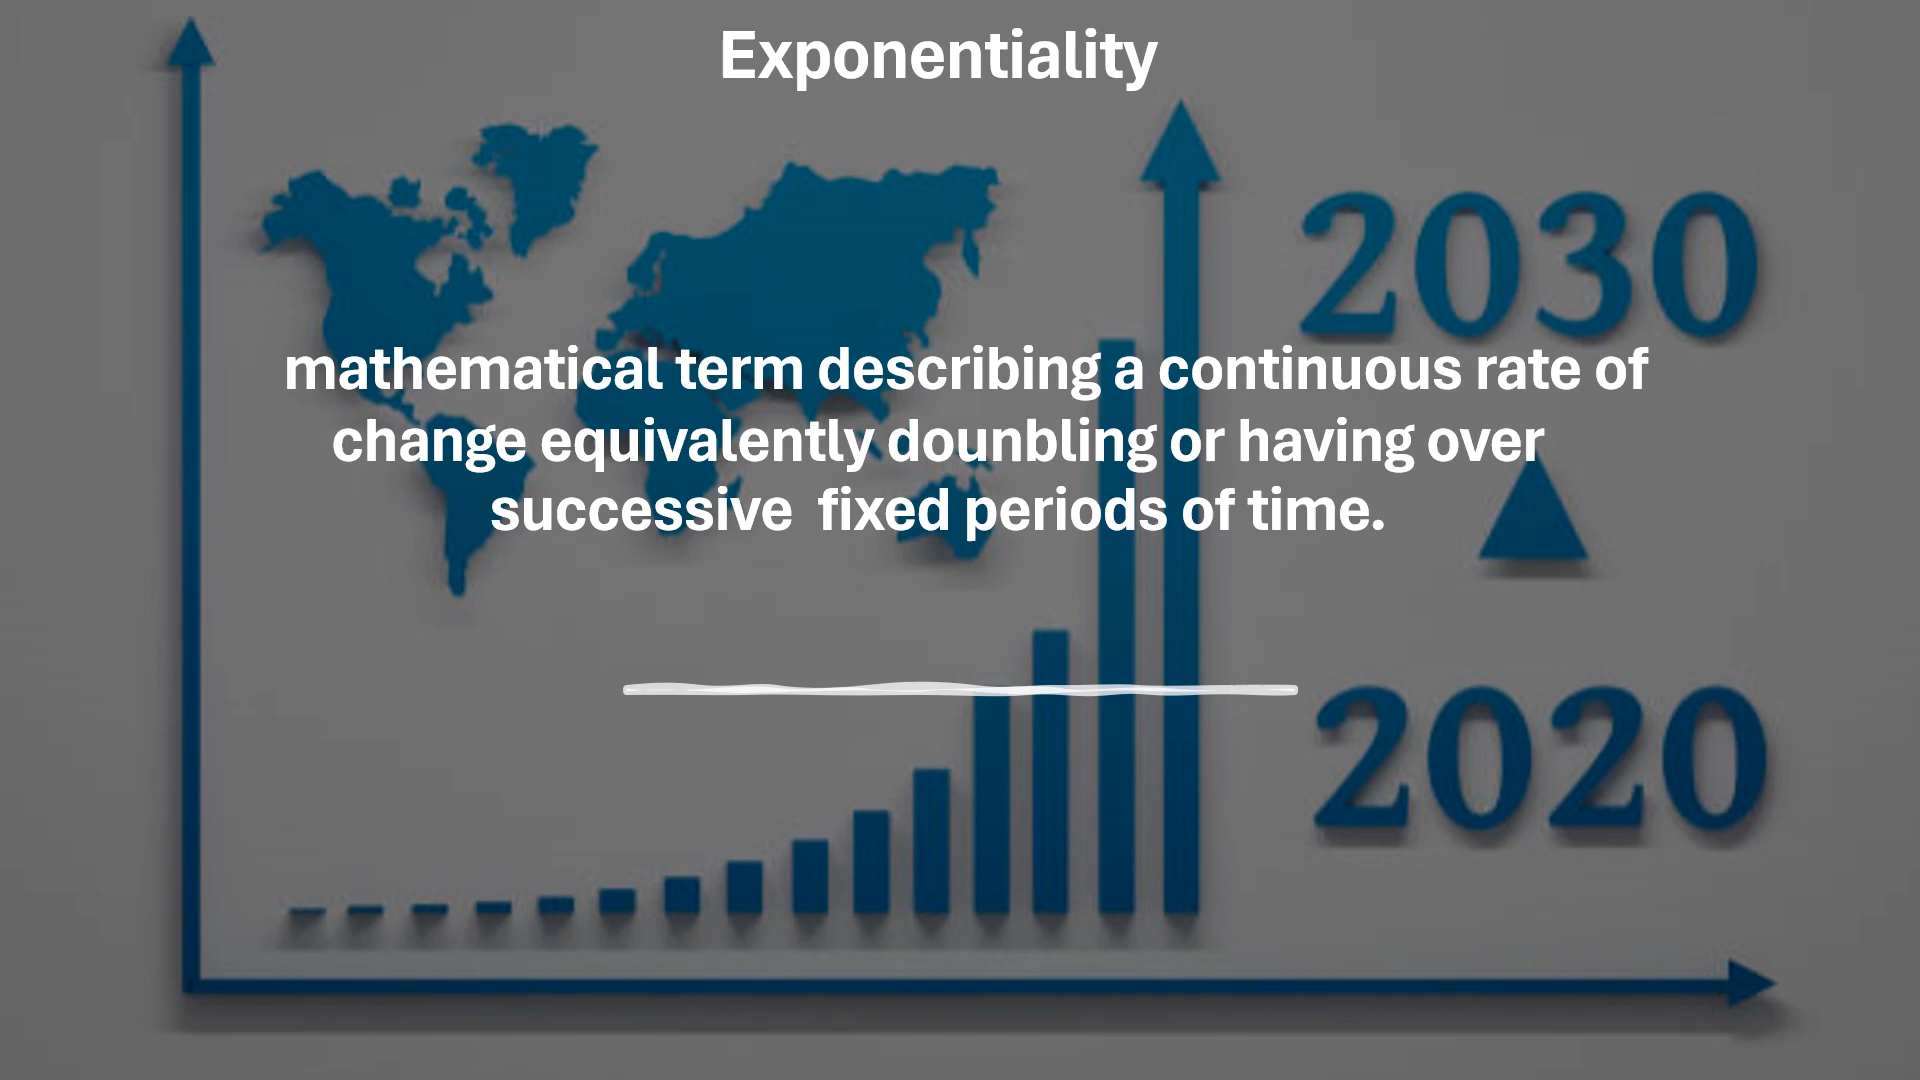 Exponentiality
2030
mathematical term describing a continuous rate of
change equivalently dounbling or having over
successive  fixed periods of time.
2020